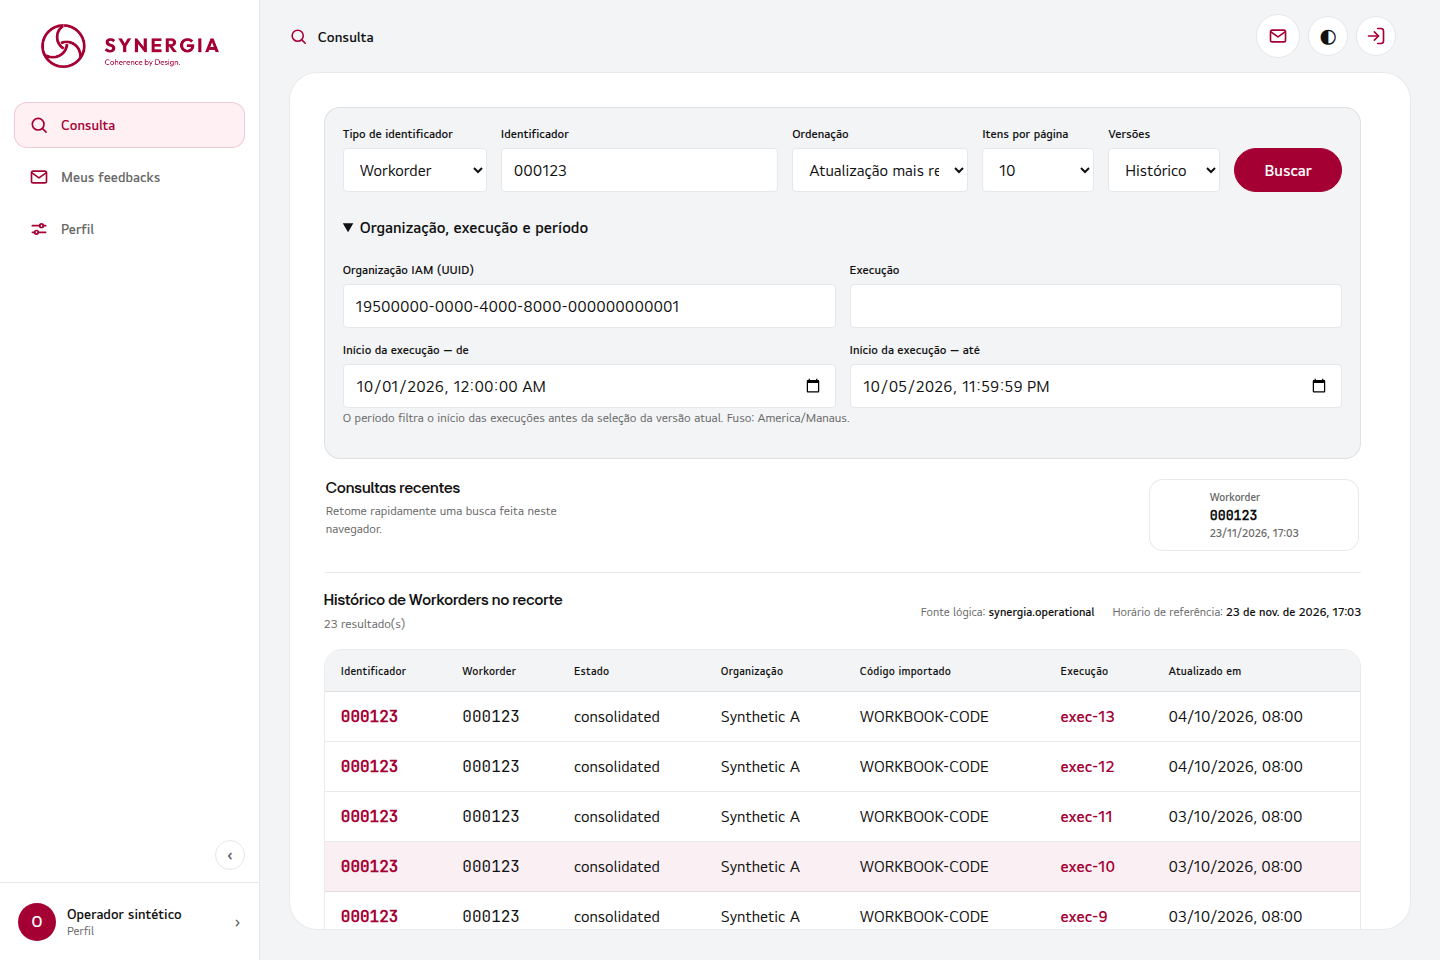 SYNERGIA
Coherence by Design.
Consulta
Meus feedbacks
Perfil
‹
O
Operador sintético
Perfil
›
Consulta
Tipo de identificador
Identificador
Ordenação
Itens por página
Versões
Workorder
000123
Atualização mais re
10
Histórico
Buscar
▼ Organização, execução e período
Organização IAM (UUID)
Execução
19500000-0000-4000-8000-000000000001
Início da execução — de
Início da execução — até
10/01/2026, 12:00:00 AM
10/05/2026, 11:59:59 PM
O período filtra o início das execuções antes da seleção da versão atual. Fuso: America/Manaus.
Consultas recentes
Retome rapidamente uma busca feita neste
navegador.
Workorder
000123
23/11/2026, 17:03
Histórico de Workorders no recorte
23 resultado(s)
Fonte lógica: synergia.operational Horário de referência: 23 de nov. de 2026, 17:03
Identificador Workorder Estado Organização Código importado Execução Atualizado em
000123 000123 consolidated Synthetic A WORKBOOK-CODE exec-13 04/10/2026, 08:00
000123 000123 consolidated Synthetic A WORKBOOK-CODE exec-12 04/10/2026, 08:00
000123 000123 consolidated Synthetic A WORKBOOK-CODE exec-11 03/10/2026, 08:00
000123 000123 consolidated Synthetic A WORKBOOK-CODE exec-10 03/10/2026, 08:00
000123 000123 consolidated Synthetic A WORKBOOK-CODE exec-9 03/10/2026, 08:00